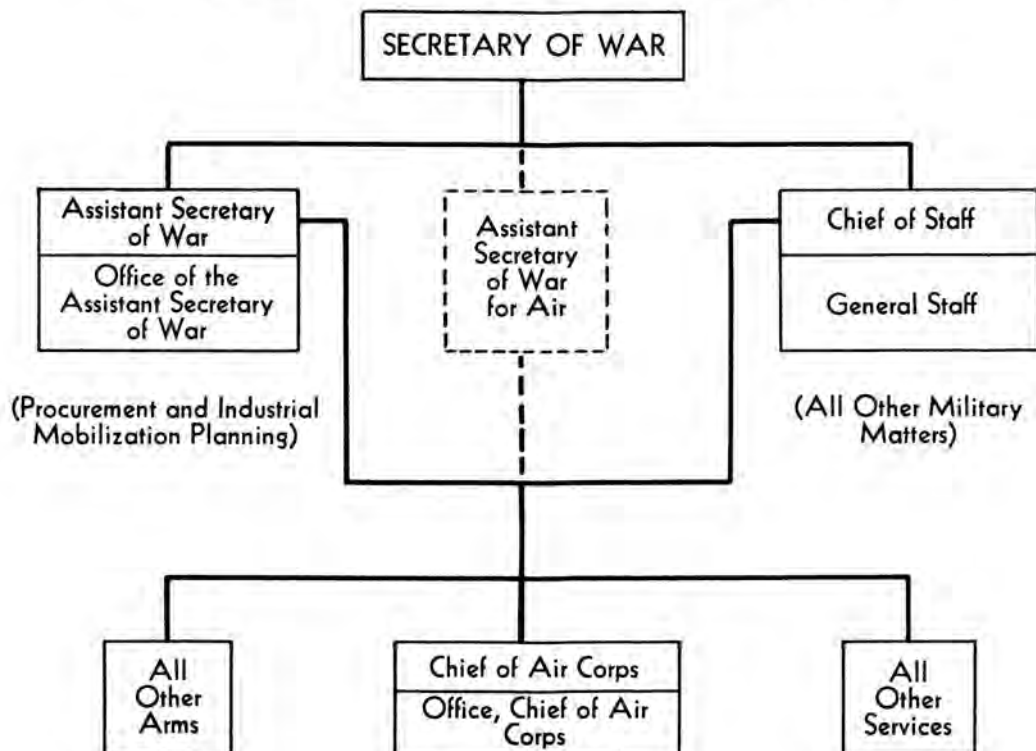 SECRETARY OF WAR
Assistant Secretary
of War
Office of the
Assistant Secretary
of War
(Procurement and Industrial
Mobilization Planning)
Assistant
Secretary
of War
for Air
Chief of Staff
General Staff
(All Other Military
Matters)
All
Other
Arms
Chief of Air Corps
Office, Chief of Air
Corps
All
Other
Services